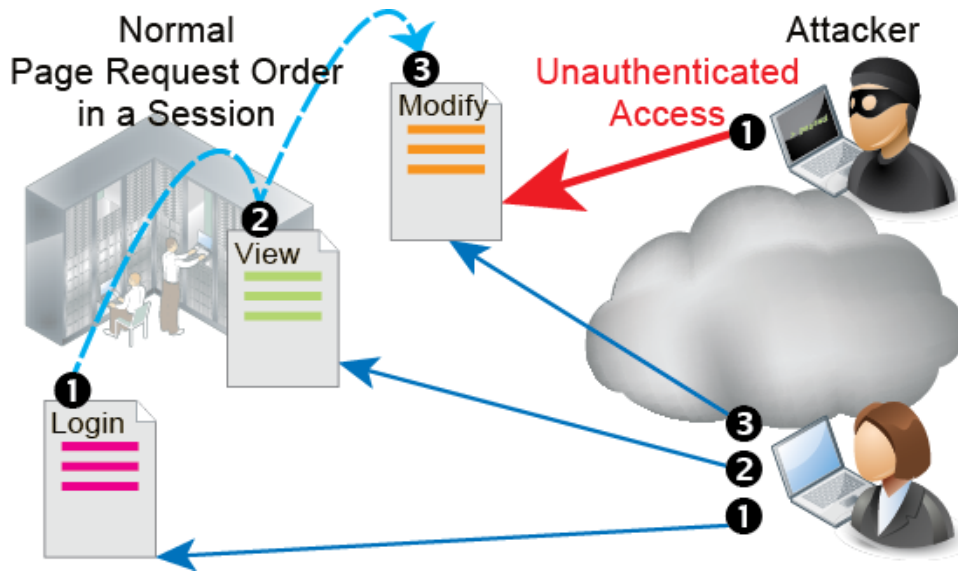 Normal
Page Request Order
in a Session
Attacker
Unauthenticated
Access
3
Modify
1
2
View
1
Login
3
2
1